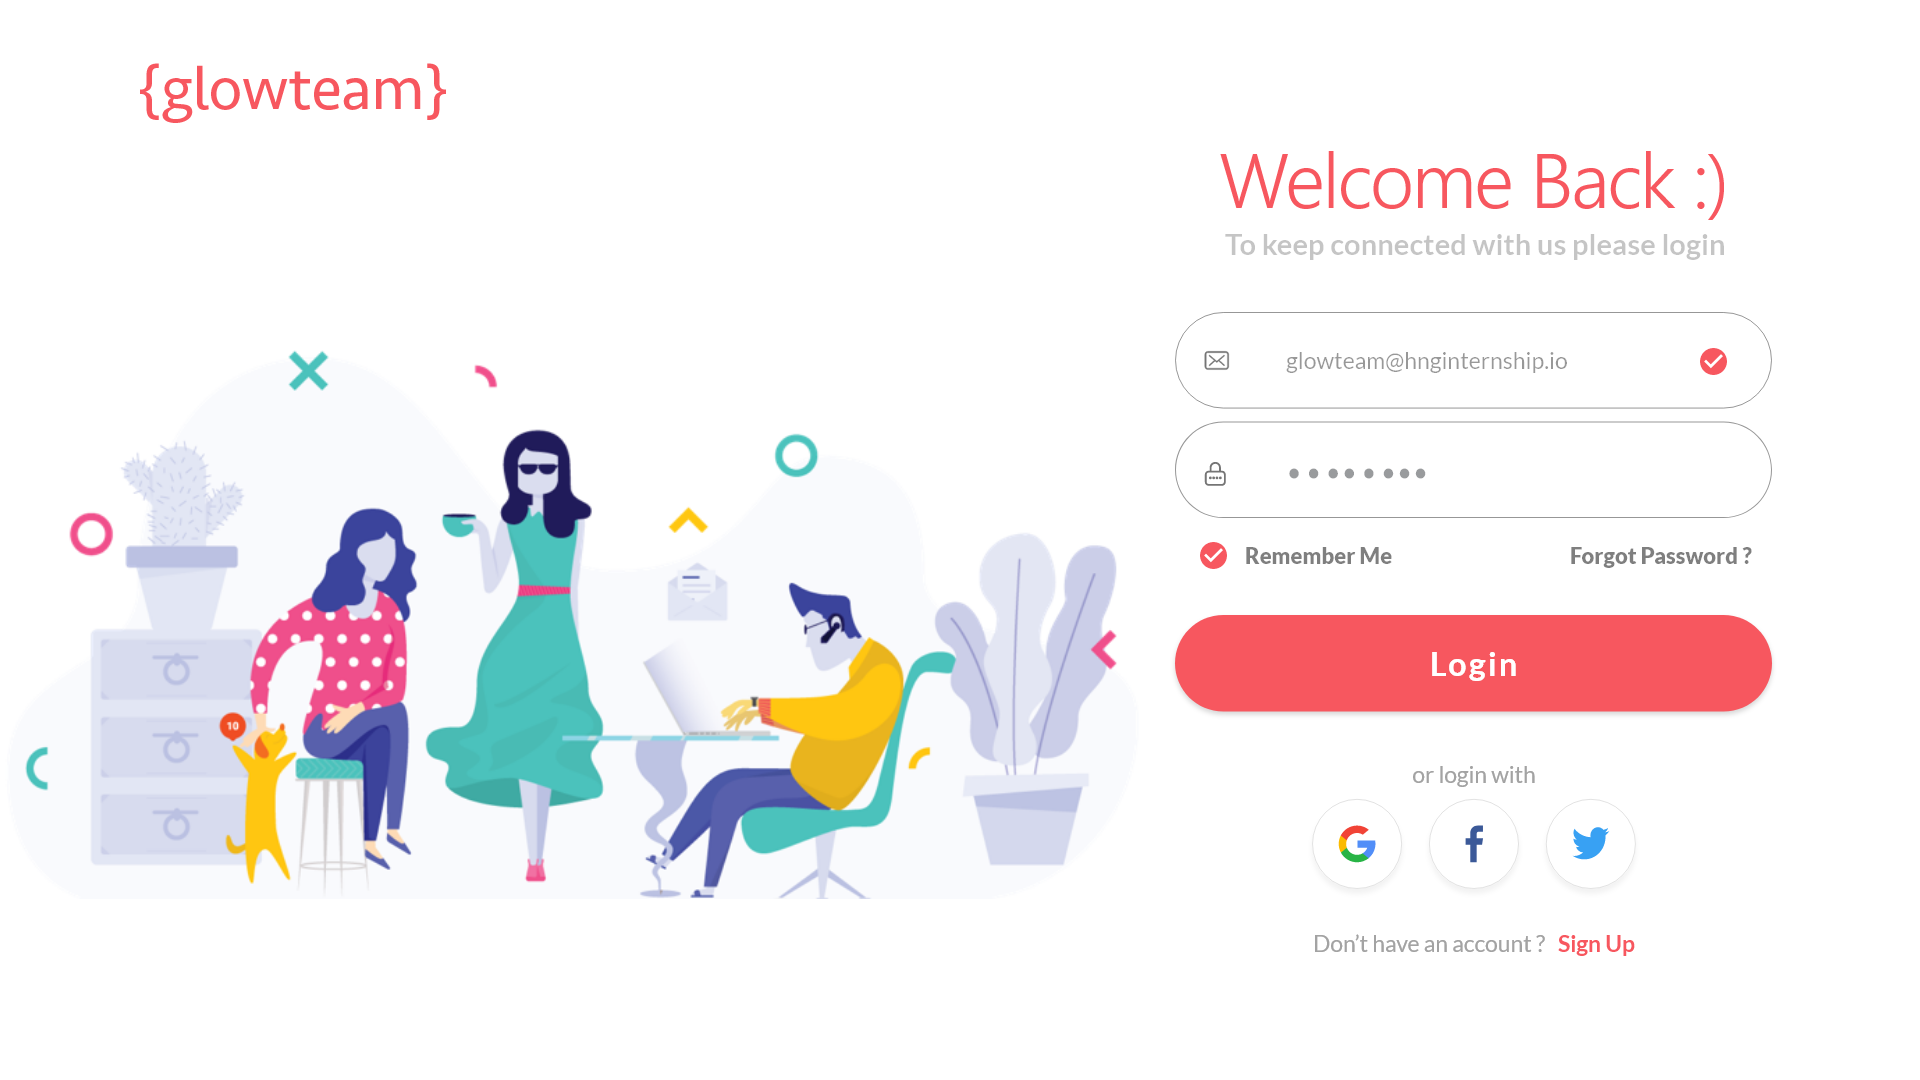 {glowteam}
Welcome Back :)
To keep connected with us please login
glowteam@hnginternship.io
Remember Me
Forgot Password ?
Login
or login with
Don't have an account ? Sign Up
10